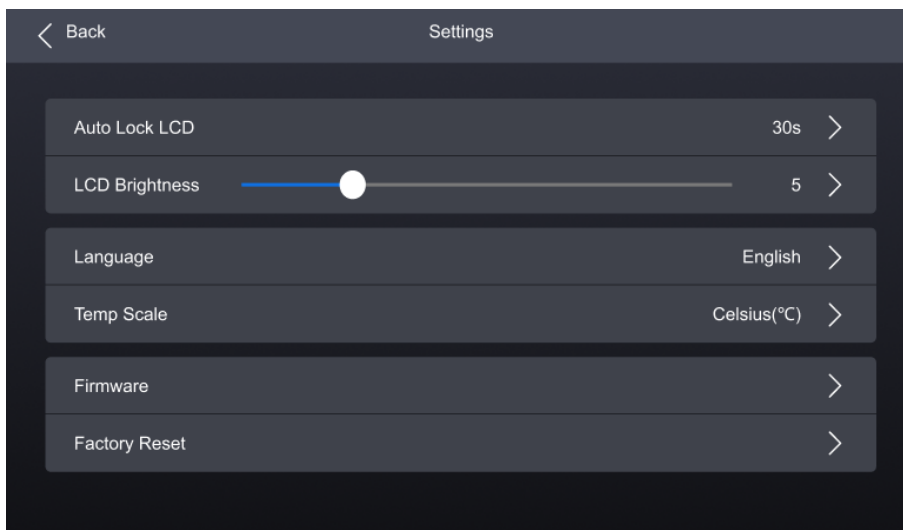 Back Settings
Auto Lock LCD 30s
LCD Brightness 5
Language English
Temp Scale Celsius(℃)
Firmware
Factory Reset